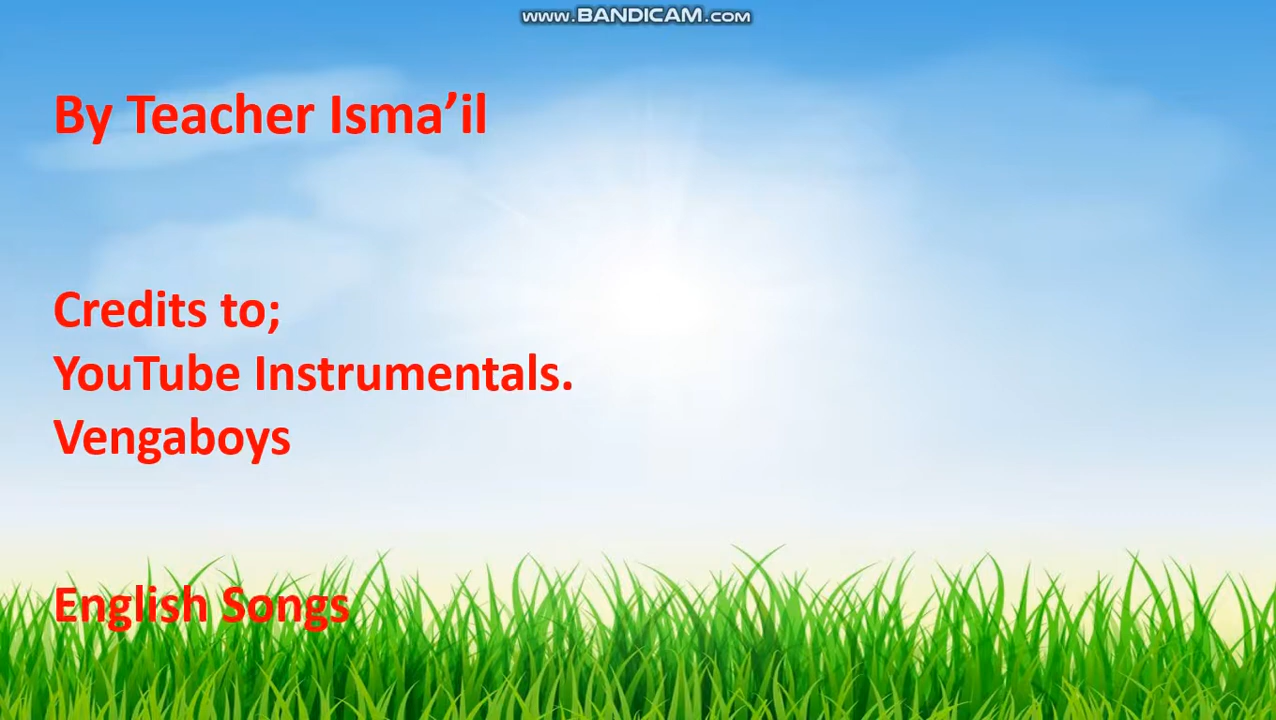 www.BANDICAM.com
By Teacher Isma’il
Credits to;
YouTube Instrumentals.
Vengaboys
English Songs